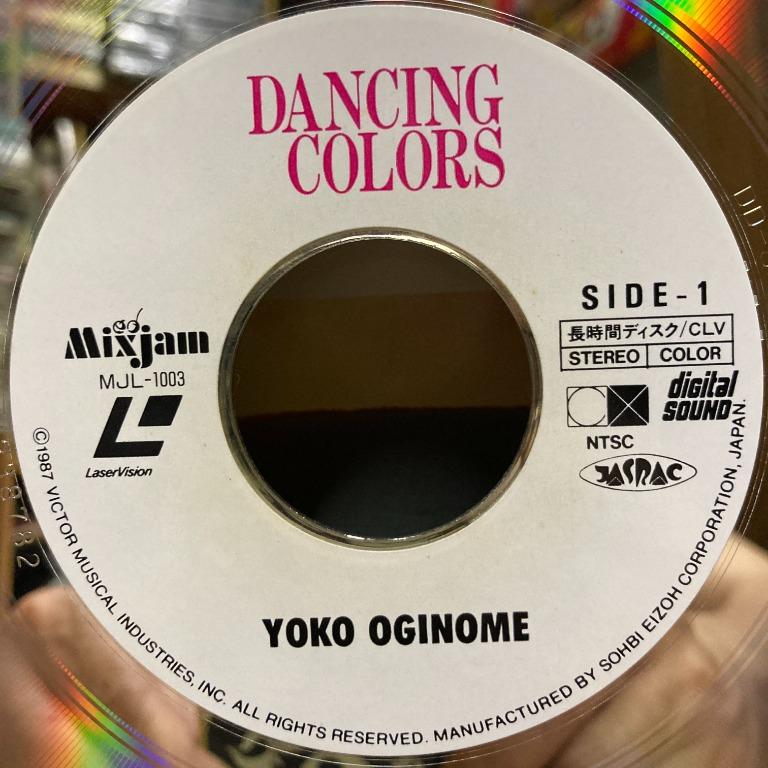 DANCING
COLORS
SIDE-1
長時間ディスク/CLV
STEREO COLOR
Mixjam
MJL-1003
LaserVision
digital
SOUND
NTSC
JASRAC
YOKO OGINOME
©1987 VICTOR MUSICAL INDUSTRIES, INC. ALL RIGHTS RESERVED. MANUFACTURED BY SOHBI EIZOH CORPORATION, JAPAN.